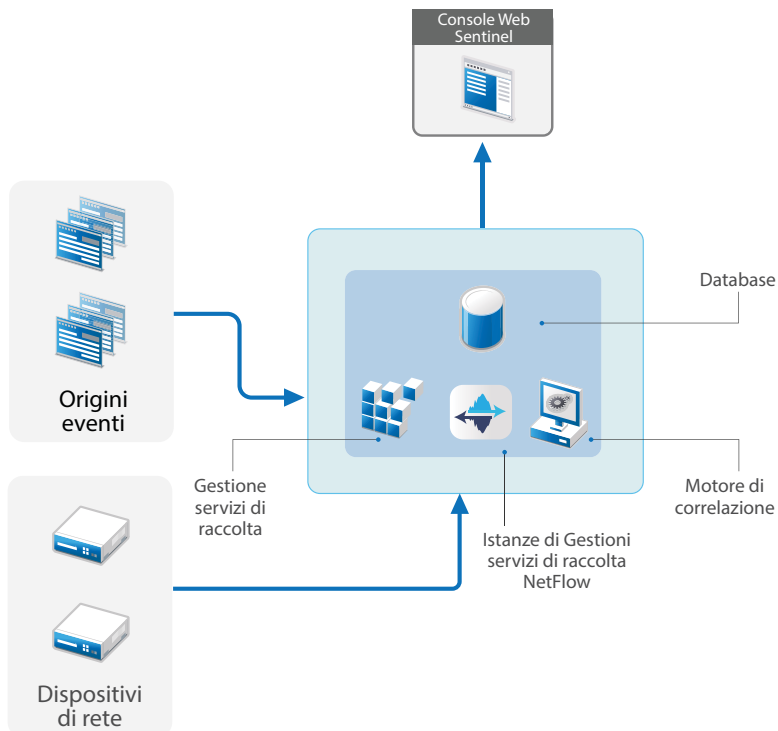 Console Web
Sentinel
Database
Origini
eventi
Gestione
servizi di
raccolta
Istanze di Gestioni
servizi di raccolta
NetFlow
Motore di
correlazione
Dispositivi
di rete